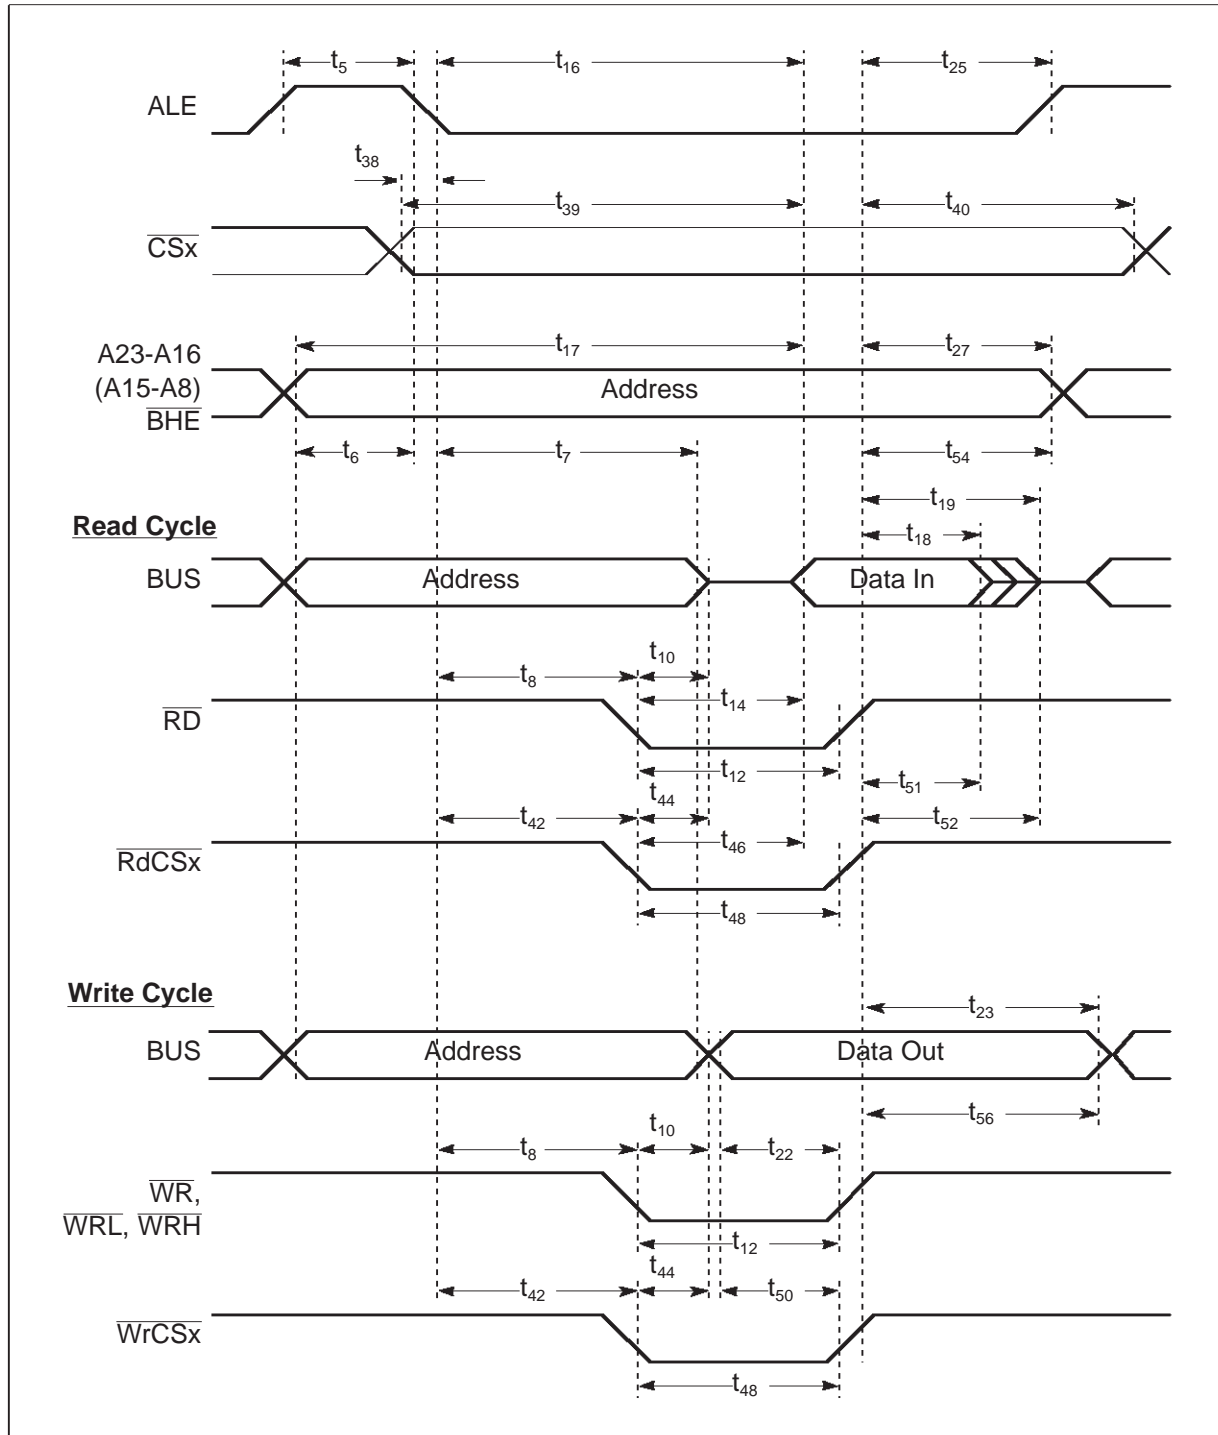 t5 t16 t25
ALE
t38
t39 t40
CSx
A23-A16 t17 t27
(A15-A8) Address
BHE
t6 t7 t54
t19
Read Cycle t18
BUS Address Data In
t10
t8
t14
RD
t12 t51
t44
t42 t52
t46
RdCSx
t48
Write Cycle
t23
BUS Address Data Out
t56
t10
t8 t22
WR,
WRL, WRH
t12
t44
t42 t50
WrCSx
t48